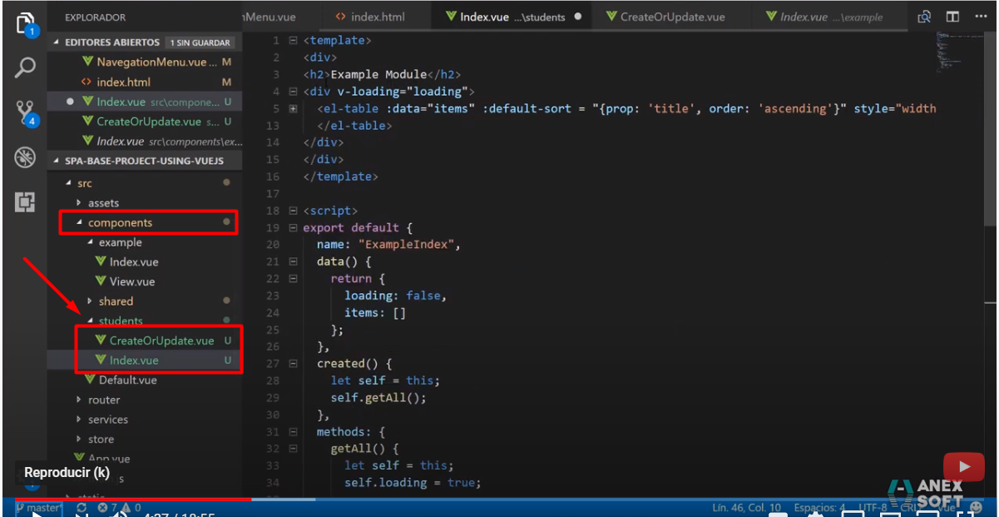 EXPLORADOR
nMenu.vue
<> index.html
Index.vue ...\students
CreateOrUpdate.vue
Index.vue ...\example
EDITORES ABIERTOS 1 SIN GUARDAR
NavegationMenu.vue ... M
<> index.html M
Index.vue src\compone... U
CreateOrUpdate.vue s... U
Index.vue src\components\ex...
SPA-BASE-PROJECT-USING-VUEJS
src
assets
components
example
Index.vue
View.vue
shared
students
CreateOrUpdate.vue U
Index.vue U
Default.vue
router
services
store
App.vue
1
4
1 <template>
2 <div>
3 <h2>Example Module</h2>
4 <div v-loading="loading">
5 <el-table :data="items" :default-sort = "{prop: 'title', order: 'ascending'}" style="width
13 </el-table>
14 </div>
15 </div>
16 </template>
17
18 <script>
19 export default {
20 name: "ExampleIndex",
21 data() {
22 return {
23 loading: false,
24 items: []
25 };
26 },
27 created() {
28 let self = this;
29 self.getAll();
30 },
31 methods: {
32 getAll() {
33 let self = this;
34 self.loading = true;
Reproducir (k)
ANEX
SOFT
master*
7 0
Lín. 46, Col. 10 Espacios: 4 UTF-8 Vue